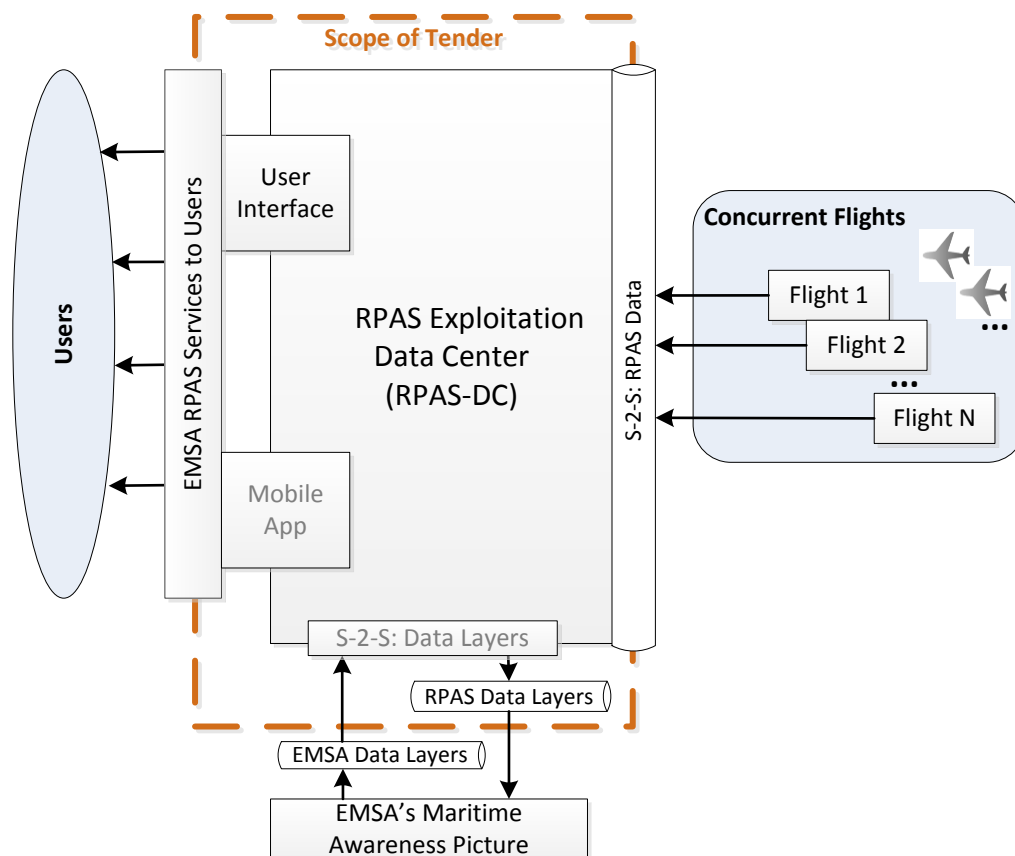 Scope of Tender
Users
EMSA RPAS Services to Users
User
Interface
RPAS Exploitation
Data Center
(RPAS-DC)
Mobile
App
S-2-S: RPAS Data
Concurrent Flights
Flight 1
...
Flight 2
...
Flight N
S-2-S: Data Layers
RPAS Data Layers
EMSA Data Layers
EMSA's Maritime
Awareness Picture